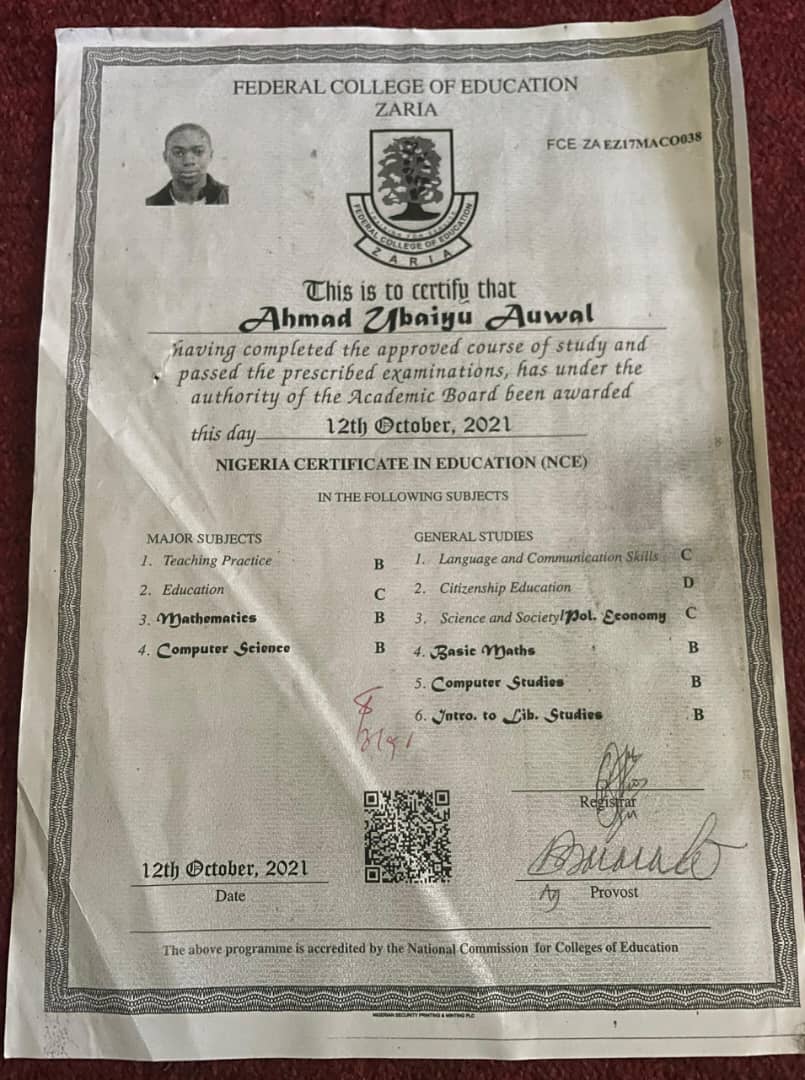 FEDERAL COLLEGE OF EDUCATION
ZARIA
FCE ZA EZ17MACO038
FEDERAL COLLEGE OF EDUCATION
ZARIA
This is to certify that
Ahmad Ubaiyu Auwal
having completed the approved course of study and
passed the prescribed examinations, has under the
authority of the Academic Board been awarded
this day 12th October, 2021
NIGERIA CERTIFICATE IN EDUCATION (NCE)
IN THE FOLLOWING SUBJECTS
MAJOR SUBJECTS
1. Teaching Practice B
2. Education C
3. Mathematics B
4. Computer Science B
GENERAL STUDIES
1. Language and Communication Skills C
2. Citizenship Education D
3. Science and Society/Pol. Economy C
4. Basic Maths B
5. Computer Studies B
6. Intro. to Lib. Studies B
Registrar
12th October, 2021
Date
Ag Provost
The above programme is accredited by the National Commission for Colleges of Education
NIGERIAN SECURITY PRINTING & MINTING PLC